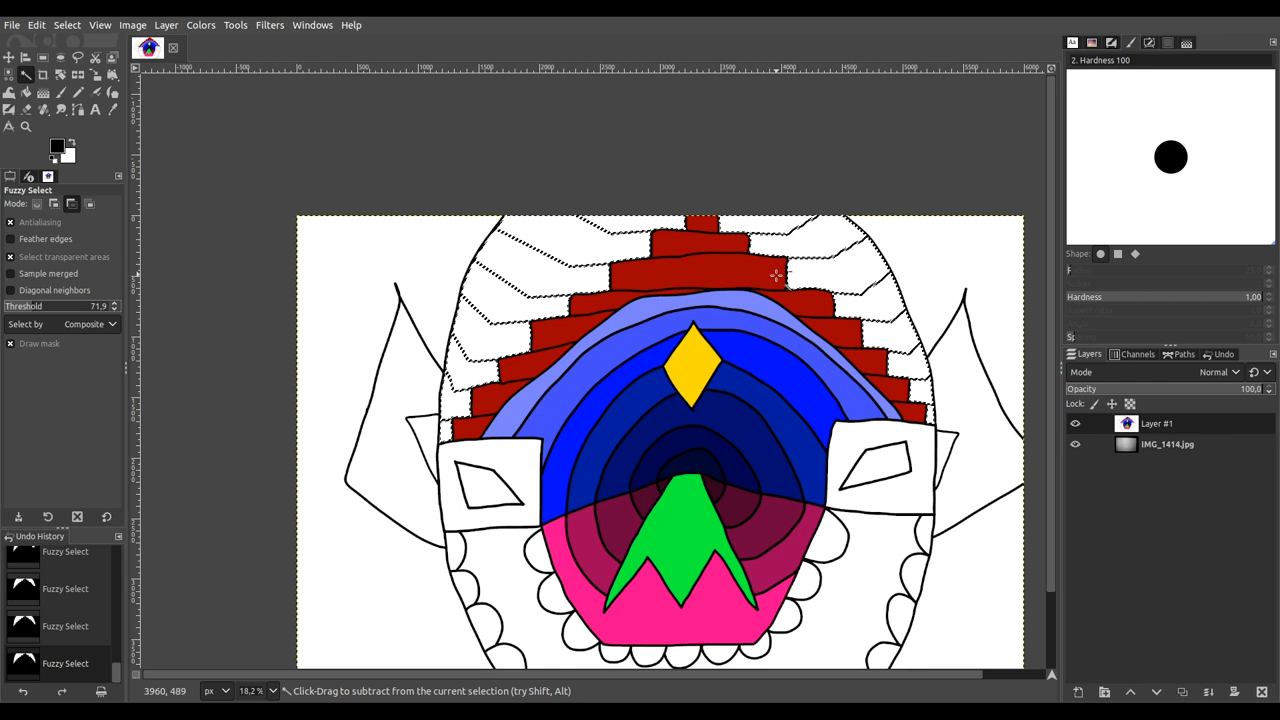 File Edit Select View Image Layer Colors Tools Filters Windows Help
2. Hardness 100
Fuzzy Select
Mode:
Antialiasing
Feather edges
Select transparent areas
Sample merged
Diagonal neighbors
Threshold 71,9
Select by Composite
Draw mask
Undo History
Fuzzy Select
Fuzzy Select
Fuzzy Select
Fuzzy Select
Shape:
Hardness 1,00
Layers Channels Paths Undo
Mode Normal
Opacity 100,0
Lock:
Layer #1
IMG_1414.jpg
3960, 489 px 18,2 % Click-Drag to subtract from the current selection (try Shift, Alt)